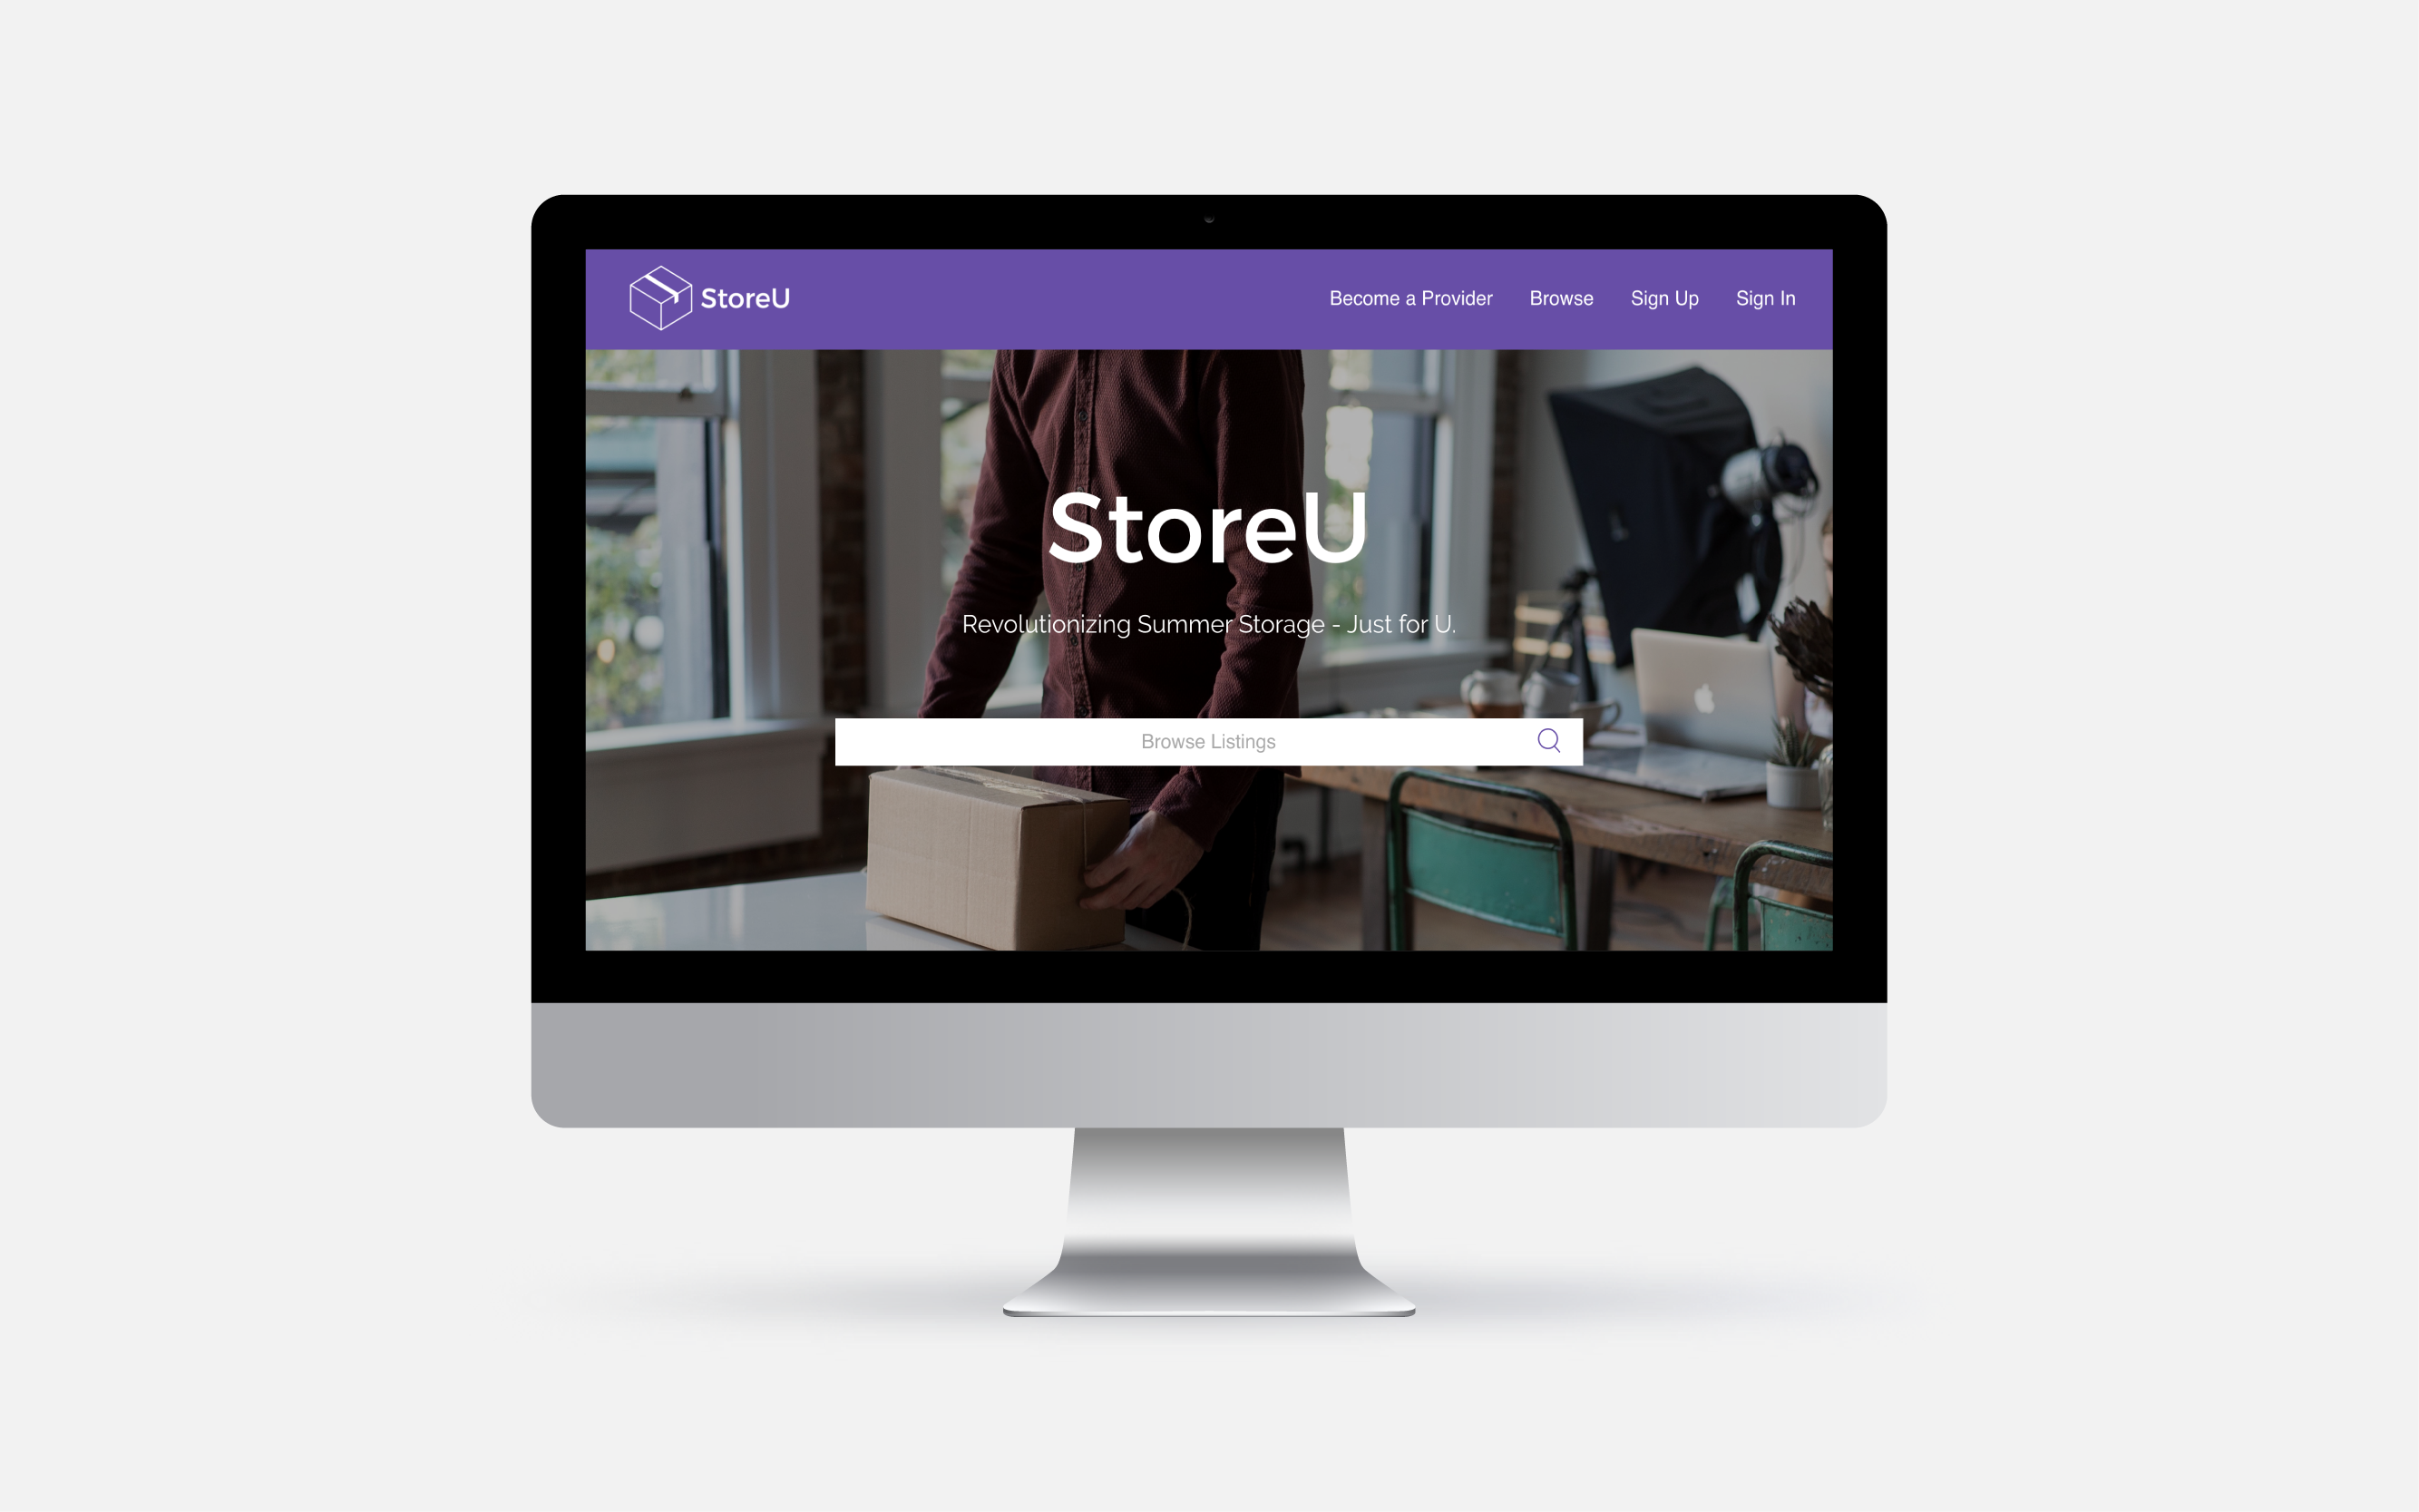 StoreU
Become a Provider Browse Sign Up Sign In
StoreU
Revolutionizing Summer Storage - Just for U.
Browse Listings